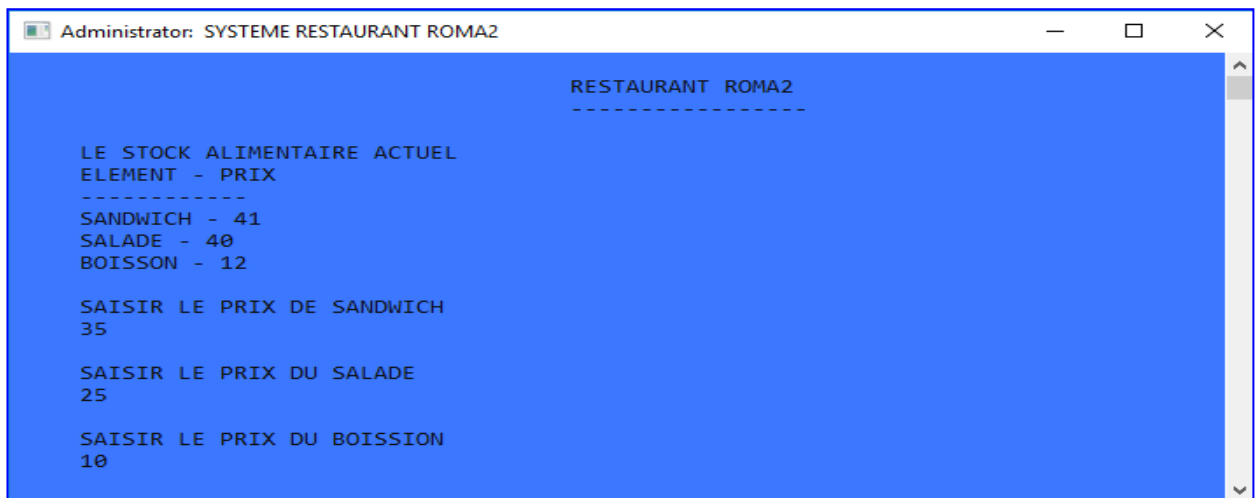 Administrator: SYSTEME RESTAURANT ROMA2
RESTAURANT ROMA2
------------------
LE STOCK ALIMENTAIRE ACTUEL
ELEMENT - PRIX
------------
SANDWICH - 41
SALADE - 40
BOISSON - 12
SAISIR LE PRIX DE SANDWICH
35
SAISIR LE PRIX DU SALADE
25
SAISIR LE PRIX DU BOISSION
10